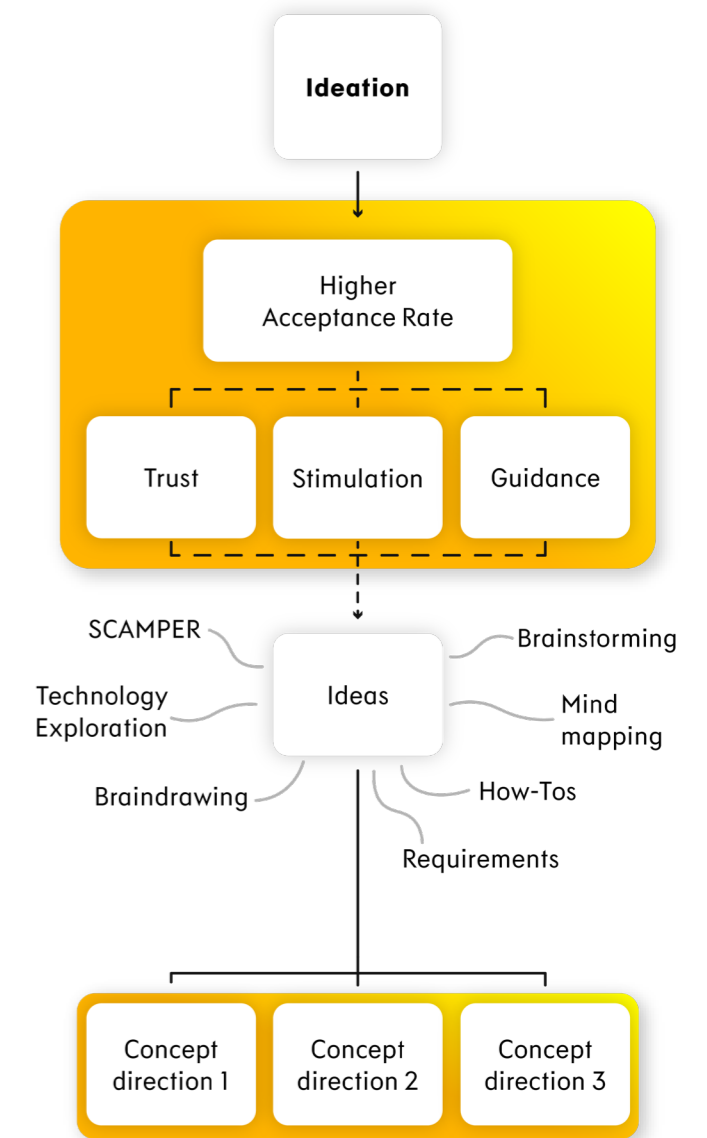 Ideation
Higher
Acceptance Rate
Trust
Stimulation
Guidance
SCAMPER
Brainstorming
Technology
Exploration
Ideas
Mind
mapping
Braindrawing
How-Tos
Requirements
Concept
direction 1
Concept
direction 2
Concept
direction 3